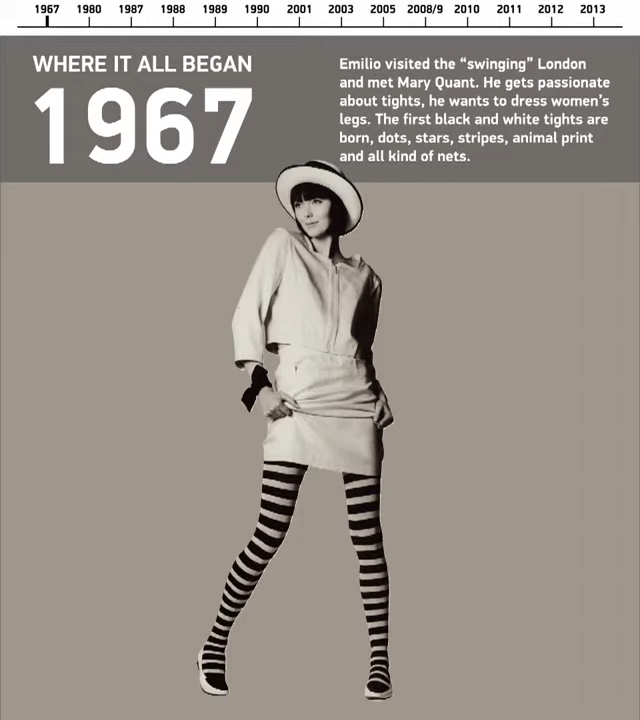 1967 1980 1987 1988 1989 1990 2001 2003 2005 2008/9 2010 2011 2012 2013
WHERE IT ALL BEGAN
1967
Emilio visited the “swinging” London
and met Mary Quant. He gets passionate
about tights, he wants to dress women’s
legs. The first black and white tights are
born, dots, stars, stripes, animal print
and all kind of nets.